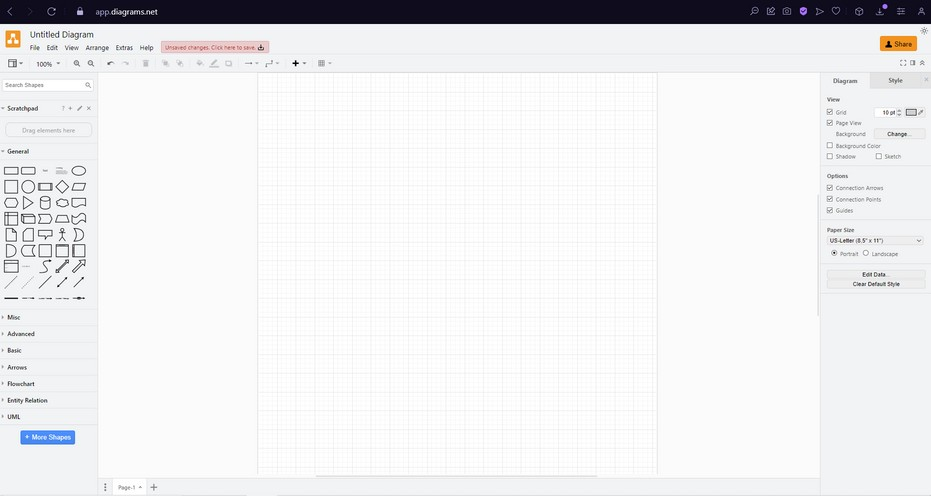 app.diagrams.net
Untitled Diagram
File Edit View Arrange Extras Help
Unsaved changes. Click here to save.
Share
100%
Search Shapes
Scratchpad
?
Drag elements here
General
Misc
Advanced
Basic
Arrows
Flowchart
Entity Relation
UML
+ More Shapes
Page-1
Diagram Style
View
Grid 10 pt
Page View
Background Change...
Background Color
Shadow Sketch
Options
Connection Arrows
Connection Points
Guides
Paper Size
US-Letter (8.5" x 11")
Portrait Landscape
Edit Data...
Clear Default Style